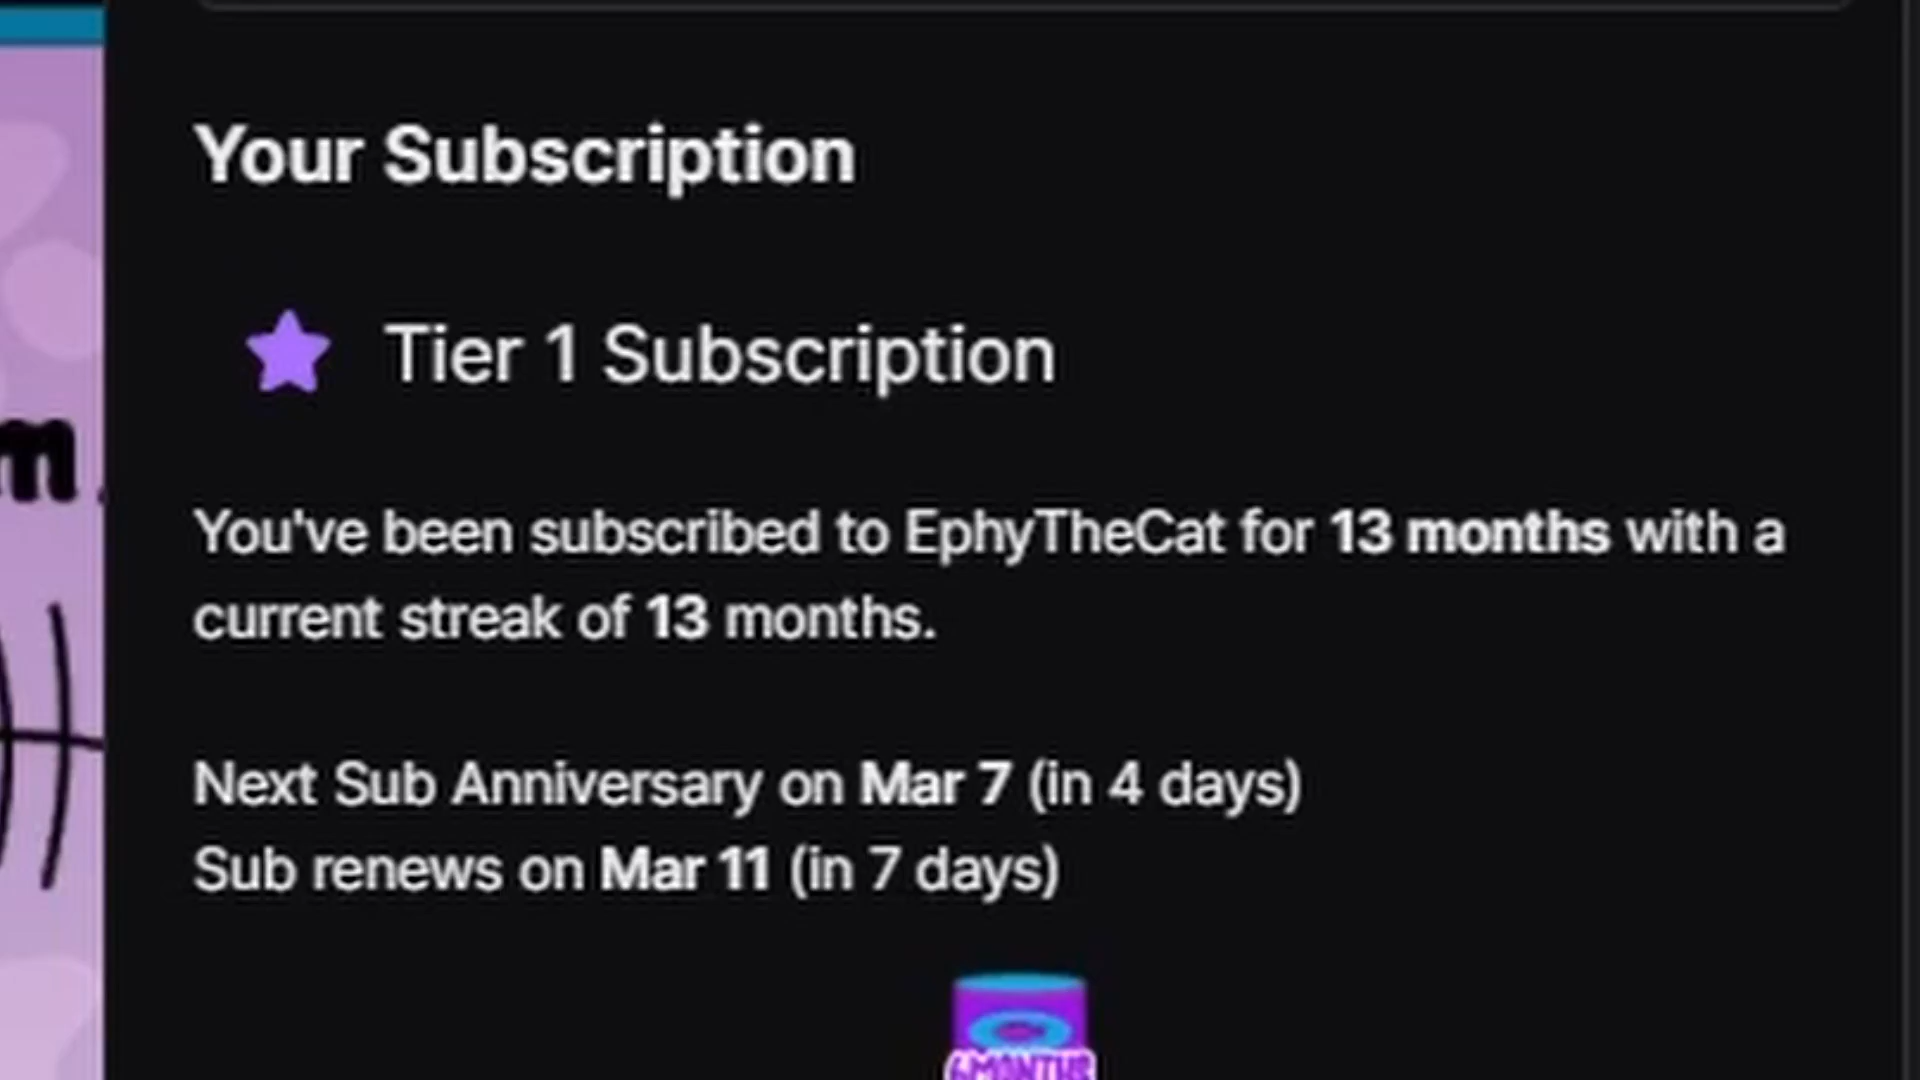 Your Subscription
Tier 1 Subscription
m
You've been subscribed to EphyTheCat for 13 months with a
current streak of 13 months.
Next Sub Anniversary on Mar 7 (in 4 days)
Sub renews on Mar 11 (in 7 days)
6MONTHS